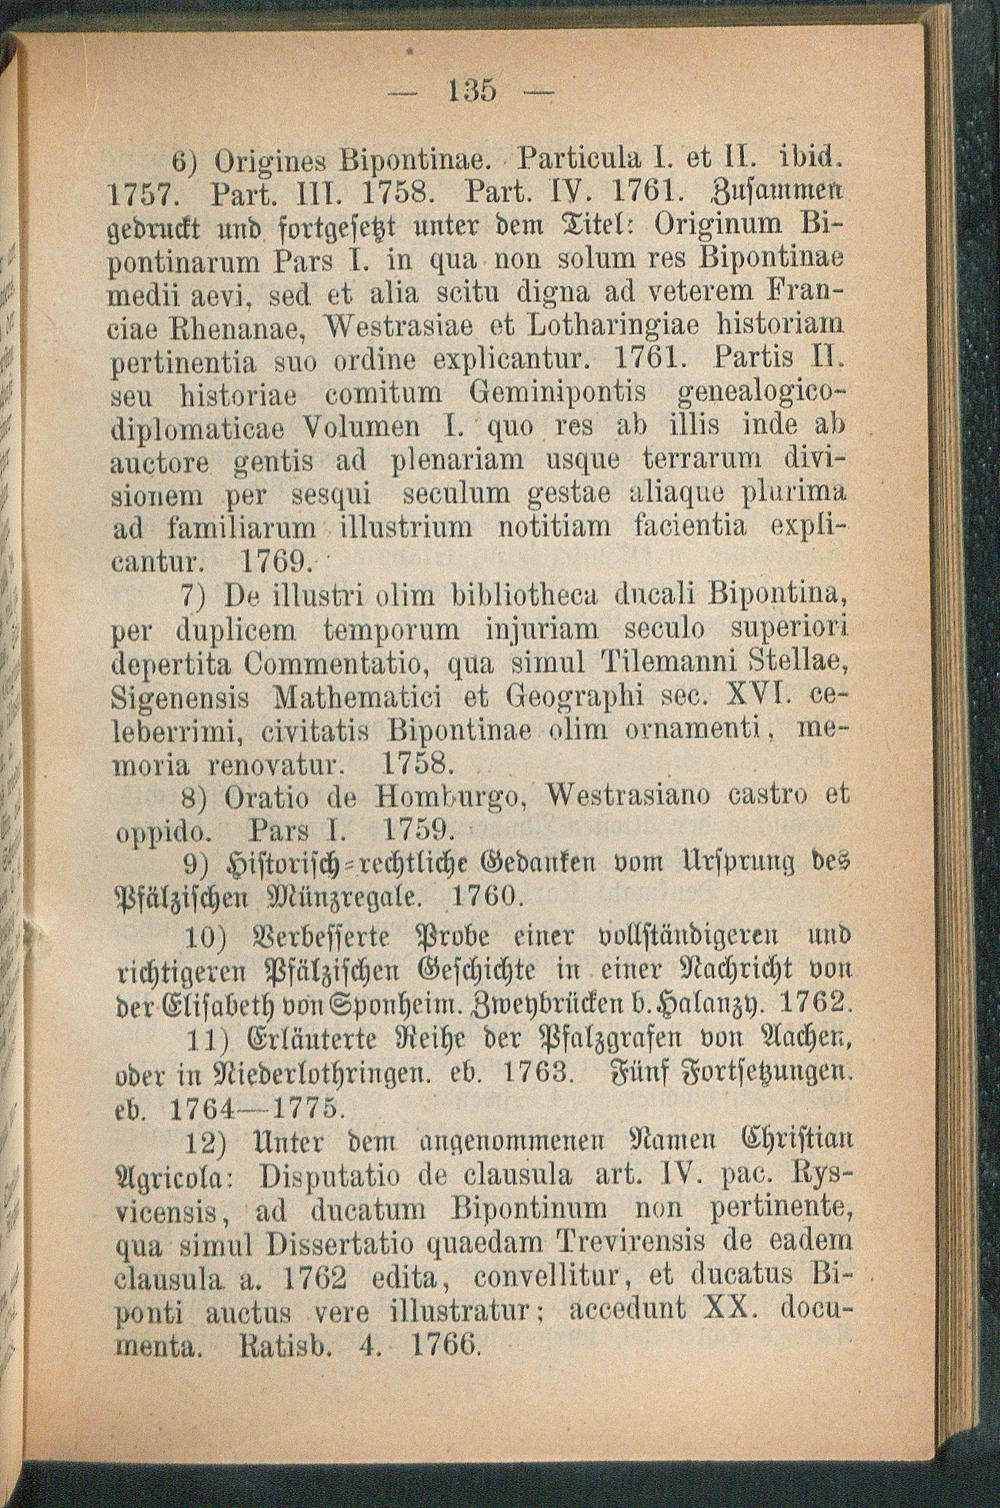 — 135 —
6) Origines Bipontinae. Particula I. et II. ibid.
1757. Part. III. 1758. Part. IV. 1761. Zusammen
gedruckt und fortgesetzt unter dem Titel: Originum Bi-
pontinarum Pars I. in qua non solum res Bipontinae
medii aevi, sed et alia scitu digna ad veterem Fran-
ciae Rhenanae, Westrasiae et Lotharingiae historiam
pertinentia suo ordine explicantur. 1761. Partis II.
seu historiae comitum Geminipontis genealogico-
diplomaticae Volumen I. quo res ab illis inde ab
auctore gentis ad plenariam usque terrarum divi-
sionem per sesqui seculum gestae aliaque plurima
ad familiarum illustrium notitiam facientia expli-
cantur. 1769.
7) De illustri olim bibliotheca ducali Bipontina,
per duplicem temporum injuriam seculo superiori
depertita Commentatio, qua simul Tilemanni Stellae,
Sigenensis Mathematici et Geographi sec. XVI. ce-
leberrimi, civitatis Bipontinae olim ornamenti, me-
moria renovatur. 1758.
8) Oratio de Homburgo, Westrasiano castro et
oppido. Pars I. 1759.
9) Historisch-rechtliche Gedanken vom Ursprung des
Pfälzischen Münzregale. 1760.
10) Verbesserte Probe einer vollständigeren und
richtigeren Pfälzischen Geschichte in einer Nachricht von
der Elisabeth von Sponheim. Zweybrücken b. Halanzy. 1762.
11) Erläuterte Reihe der Pfalzgrafen von Aachen,
oder in Niederlothringen. eb. 1763. Fünf Fortsetzungen.
eb. 1764—1775.
12) Unter dem angenommenen Namen Christian
Agricola: Disputatio de clausula art. IV. pac. Rys-
vicensis, ad ducatum Bipontinum non pertinente,
qua simul Dissertatio quaedam Trevirensis de eadem
clausula a. 1762 edita, convellitur, et ducatus Bi-
ponti auctus vere illustratur; accedunt XX. docu-
menta. Ratisb. 4. 1766.